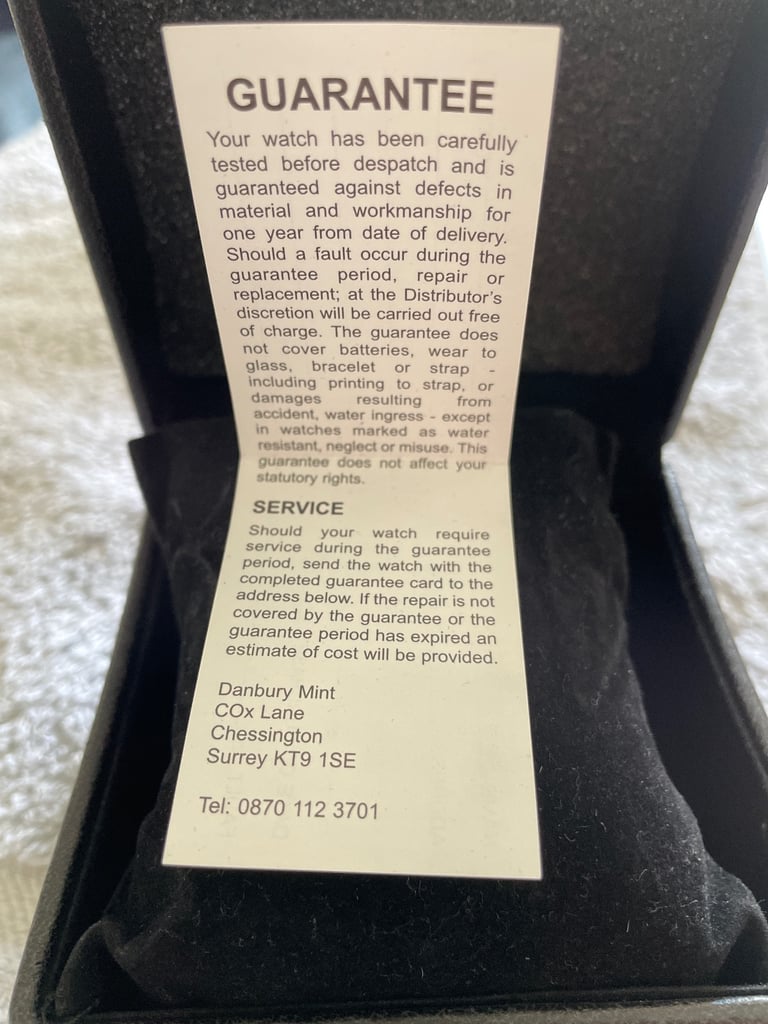 GUARANTEE
Your watch has been carefully
tested before despatch and is
guaranteed against defects in
material and workmanship for
one year from date of delivery.
Should a fault occur during the
guarantee period, repair or
replacement; at the Distributor's
discretion will be carried out free
of charge. The guarantee does
not cover batteries, wear to
glass, bracelet or strap -
including printing to strap, or
damages resulting from
accident, water ingress - except
in watches marked as water
resistant, neglect or misuse. This
guarantee does not affect your
statutory rights.
SERVICE
Should your watch require
service during the guarantee
period, send the watch with the
completed guarantee card to the
address below. If the repair is not
covered by the guarantee or the
guarantee period has expired an
estimate of cost will be provided.
Danbury Mint
COx Lane
Chessington
Surrey KT9 1SE
Tel: 0870 112 3701